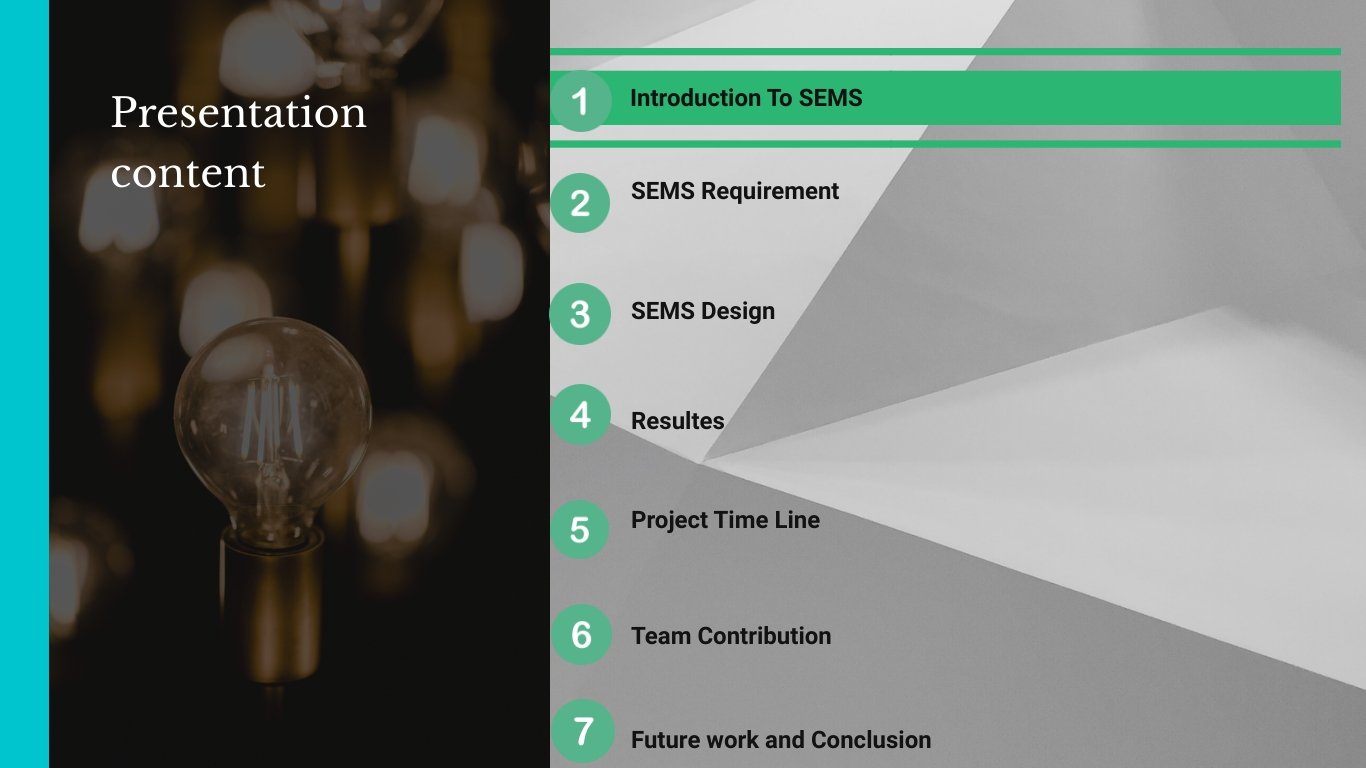 Presentation
content
1 Introduction To SEMS
2 SEMS Requirement
3 SEMS Design
4 Resultes
5 Project Time Line
6 Team Contribution
7 Future work and Conclusion